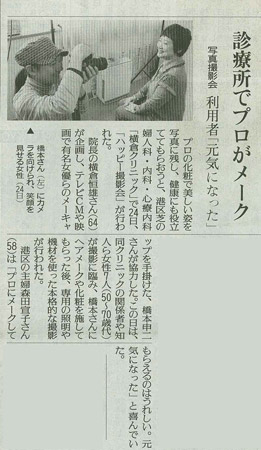 診療所でプロがメーク
写真撮影会 利用者「元気になった」
プロの化粧で美しい姿を
写真に残し、健康にも役立
ててもらおうと、港区芝の
婦人科・内科・心療内科
「横倉クリニック」で24日、
「ハッピー撮影会」が行わ
れた。
院長の横倉恒雄さん(64)
が企画し、テレビCMや映
画で有名女優らのメーキャ
▲橋本さん(左)にカメ
ラを向けられ、笑顔を
見せる女性(24日)
ップを手掛けた、橋本申二
さんが協力した。この日は、
同クリニックの関係者や知
人ら女性7人(50〜70歳代)
が撮影に臨み、橋本さんに
ヘアメークや化粧を施して
もらった後、専用の照明や
機材を使った本格的な撮影
が行われた。
港区の主婦森田宣子さん
(58)は「プロにメークして
もらえるのはうれしい。元
気になった」と喜んでい
た。